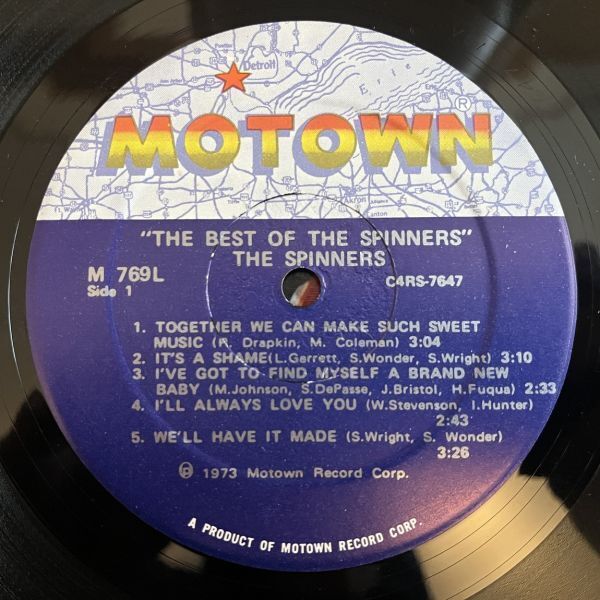 Detroit
Erie
Erie
MOTOWN®
Akron
Canton
"THE BEST OF THE SPINNERS"
THE SPINNERS
M 769L
Side 1
C4RS-7647
1. TOGETHER WE CAN MAKE SUCH SWEET
MUSIC (R. Drapkin, M. Coleman) 3:04
2. IT'S A SHAME(L.Garrett, S.Wonder, S.Wright) 3:10
3. I'VE GOT TO FIND MYSELF A BRAND NEW
BABY (M.Johnson, S.DePasse, J.Bristol, H.Fuqua) 2:33
4. I'LL ALWAYS LOVE YOU (W.Stevenson, I.Hunter)
2:43
5. WE'LL HAVE IT MADE (S.Wright, S. Wonder)
3:26
℗ 1973 Motown Record Corp.
A PRODUCT OF MOTOWN RECORD CORP.